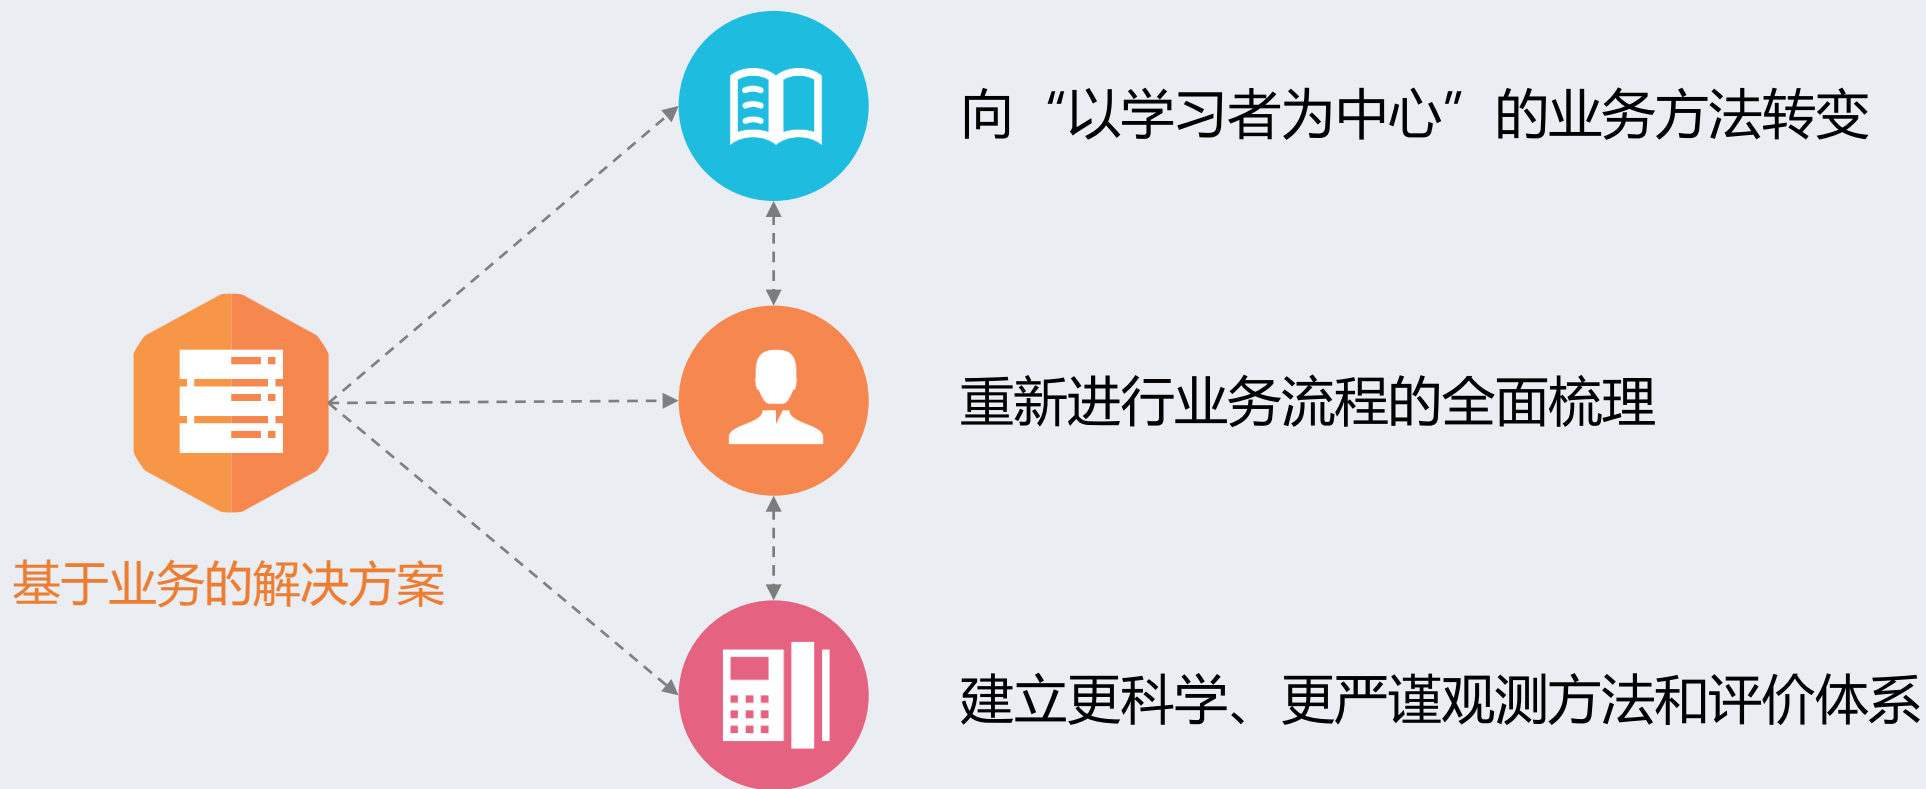 向“以学习者为中心”的业务方法转变
重新进行业务流程的全面梳理
基于业务的解决方案
建立更科学、更严谨观测方法和评价体系